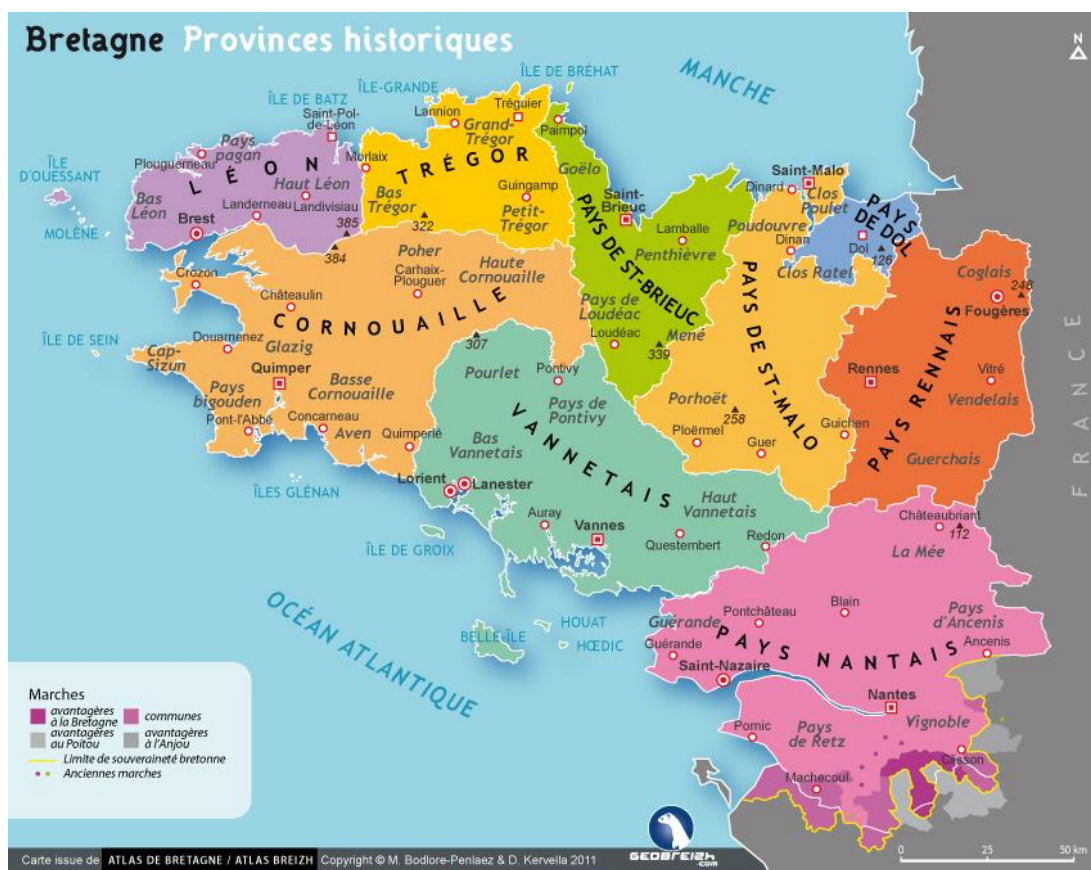 Bretagne Provinces historiques
N
MANCHE
ÎLE DE BRÉHAT
ÎLE-GRANDE
ÎLE DE BATZ
Saint-Pol-
de-Léon
Lannion
Tréguier
Grand-
Trégor
Paimpol
Pays
pagan
Plouguerneau
ÎLE
D'OUESSANT
LÉON
Morlaix
TRÉGOR
Goëlo
Bas
Léon
Haut Léon
Landerneau
Landivisiau
385
Bas
Trégor
322
Guingamp
Petit-
Trégor
MOLÈNE
Brest
384
Saint-
Brieuc
PAYS DE ST-BRIEUC
Lamballe
Penthièvre
Saint-Malo
Dinard
Clos
Poulet
Poudouvre
Dinan
PAYS
DE DOL
Dol
126
Clos Ratel
Coglais
248
Fougères
Poher
Carhaix-
Plouguer
Haute
Cornouaille
Crozon
Châteaulin
CORNOUAILLE
Glazig
Pays de
Loudéac
Loudéac
Mené
339
PAYS DE ST-MALO
ÎLE DE SEIN
Douarnenez
Cap-
Sizun
Quimper
307
Pourlet
Pontivy
Pays de
Pontivy
Rennes
PAYS RENNAIS
Vitré
Vendelais
FRANCE
Pays
bigouden
Basse
Cornouaille
Pont-l'Abbé
Concarneau
Aven
Quimperlé
Bas
Vannetais
VANNETAIS
Porhoët
258
Ploërmel
Guer
Guichen
Guerchais
ÎLES GLÉNAN
Lorient
Lanester
Auray
Vannes
Haut
Vannetais
Questembert
Redon
Châteaubriant
112
La Mée
ÎLE DE GROIX
OCÉAN ATLANTIQUE
BELLE-ÎLE
HOUAT
HŒDIC
Guérande
Guérande
Pontchâteau
Blain
Pays
d'Ancenis
Ancenis
PAYS NANTAIS
Saint-Nazaire
Nantes
Pornic
Pays
de Retz
Vignoble
Clisson
Machecoul
Marches
avantagères
à la Bretagne
communes
avantagères
au Poitou
avantagères
à l'Anjou
Limite de souveraineté bretonne
Anciennes marches
GEOBREIZH
.com
0 25 50 km
Carte issue de ATLAS DE BRETAGNE / ATLAS BREIZH Copyright © M. Bodlore-Penlaez & D. Kervella 2011